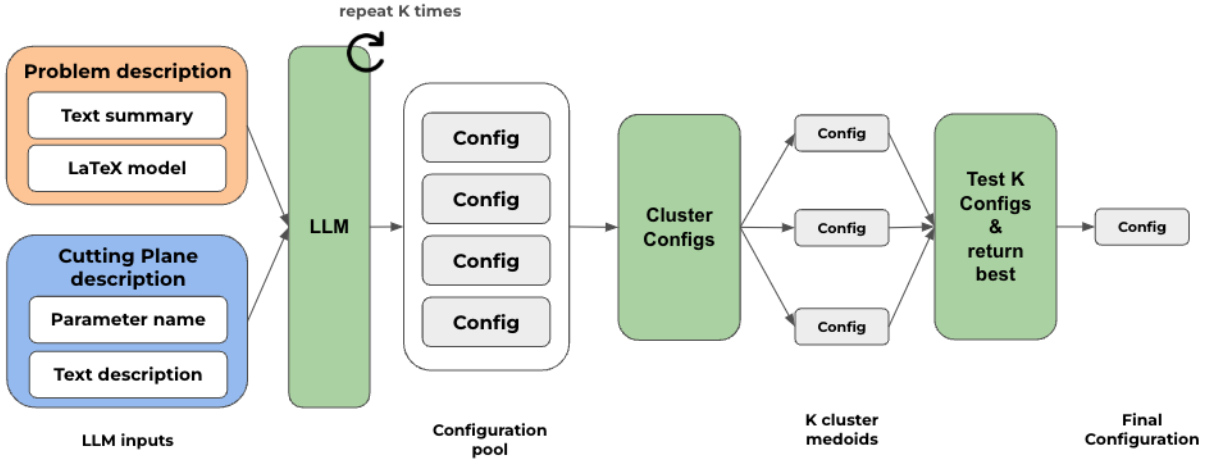 repeat K times
Problem description
Text summary
LaTeX model
Cutting Plane
description
Parameter name
Text description
LLM inputs
LLM
Config
Config
Config
Config
Configuration
pool
Cluster
Configs
Config
Config
Config
K cluster
medoids
Test K
Configs
&
return
best
Config
Final
Configuration